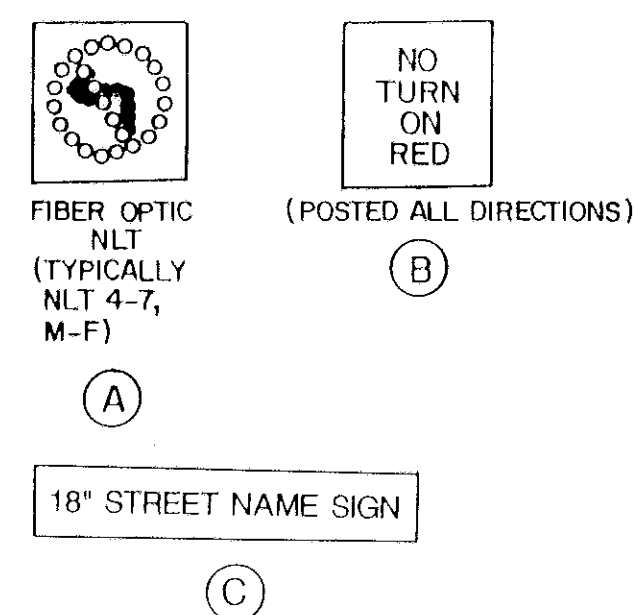 FIBER OPTIC
NLT
(TYPICALLY
NLT 4-7,
M-F)
A
NO
TURN
ON
RED
(POSTED ALL DIRECTIONS)
B
18" STREET NAME SIGN
C